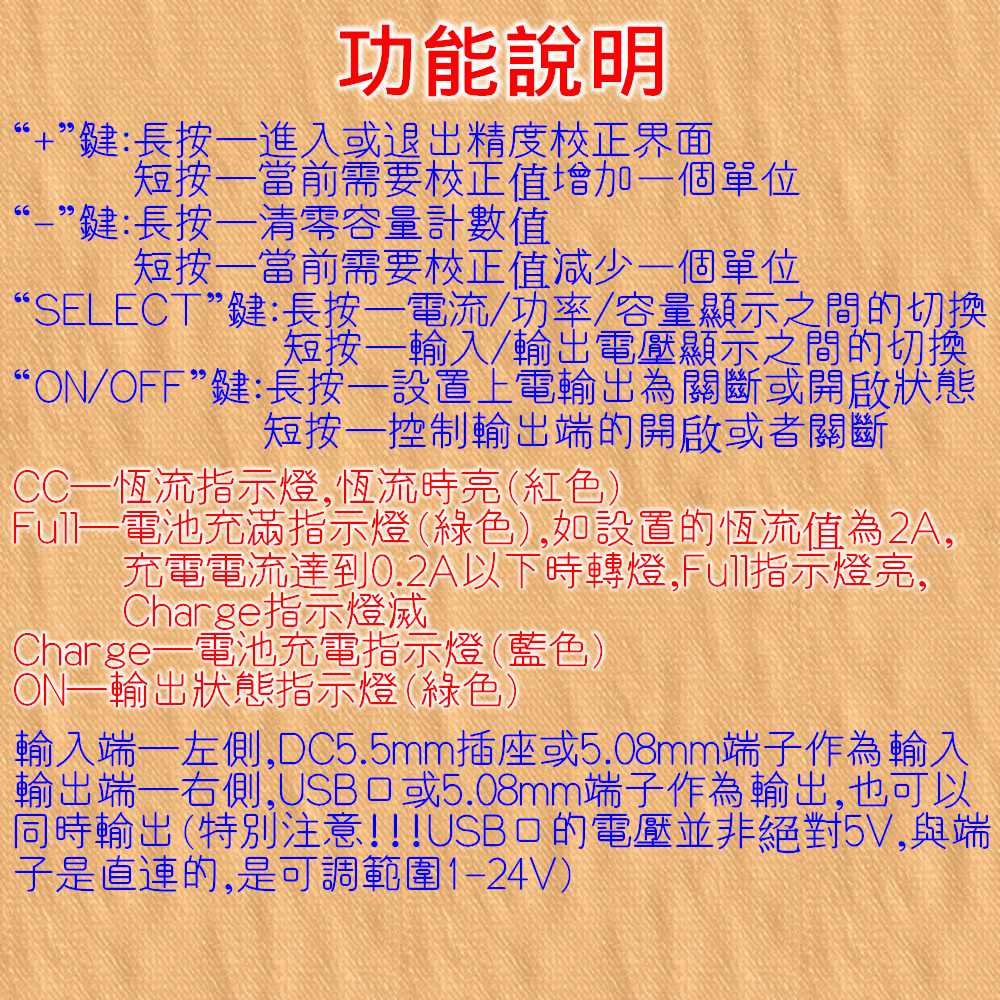 功能說明
“+”鍵:長按一進入或退出精度校正界面
短按一當前需要校正值增加一個單位
“-”鍵:長按一清零容量計數值
短按一當前需要校正值減少一個單位
“SELECT”鍵:長按一電流/功率/容量顯示之間的切換
短按一輸入/輸出電壓顯示之間的切換
“ON/OFF”鍵:長按一設置上電輸出為關斷或開啟狀態
短按一控制輸出端的開啟或者關斷
CC一恆流指示燈,恆流時亮(紅色)
Full一電池充滿指示燈(綠色),如設置的恆流值為2A,
充電電流達到0.2A以下時轉燈,Full指示燈亮,
Charge指示燈滅
Charge一電池充電指示燈(藍色)
ON一輸出狀態指示燈(綠色)
輸入端一左側,DC5.5mm插座或5.08mm端子作為輸入
輸出端一右側,USB口或5.08mm端子作為輸出,也可以
同時輸出(特別注意!!!USB口的電壓並非絕對5V,與端
子是直連的,是可調範圍1-24V)